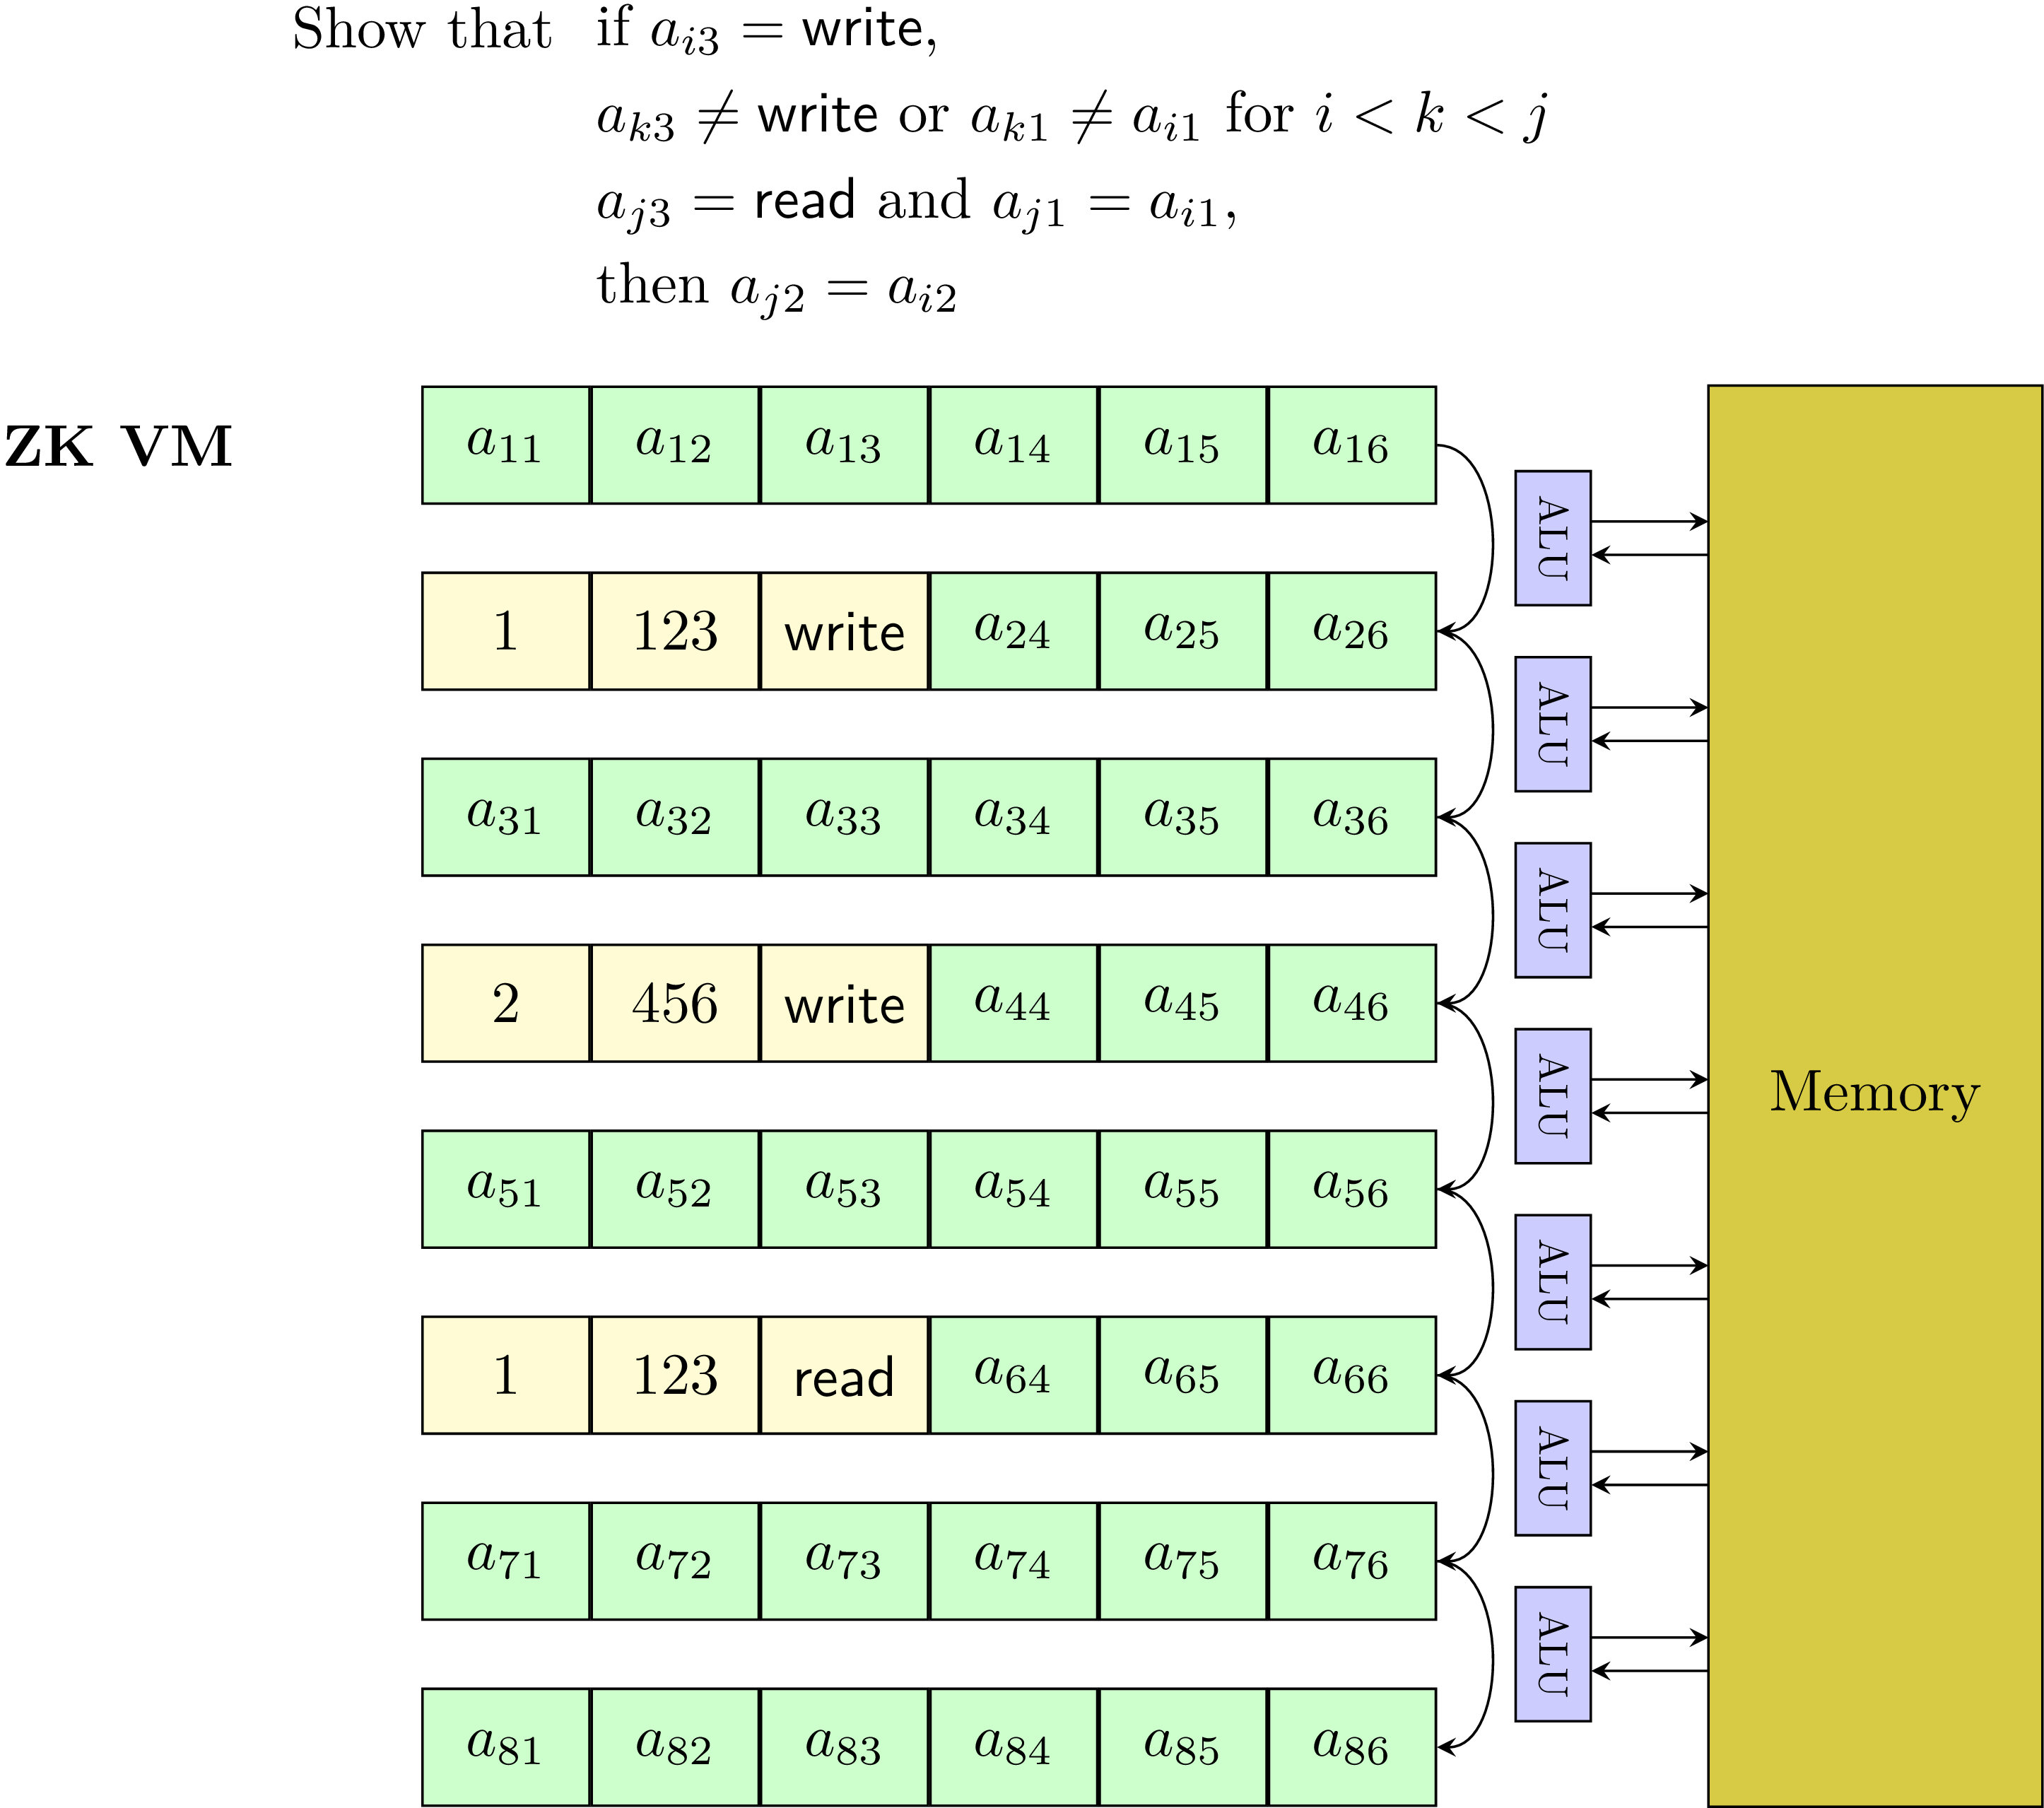 Show that if a_{i3} = write,
a_{k3} ≠ write or a_{k1} ≠ a_{i1} for i < k < j
a_{j3} = read and a_{j1} = a_{i1},
then a_{j2} = a_{i2}
ZK VM
a_{11} a_{12} a_{13} a_{14} a_{15} a_{16}
ALU
1 123 write a_{24} a_{25} a_{26}
ALU
a_{31} a_{32} a_{33} a_{34} a_{35} a_{36}
ALU
2 456 write a_{44} a_{45} a_{46}
ALU
Memory
a_{51} a_{52} a_{53} a_{54} a_{55} a_{56}
ALU
1 123 read a_{64} a_{65} a_{66}
ALU
a_{71} a_{72} a_{73} a_{74} a_{75} a_{76}
ALU
a_{81} a_{82} a_{83} a_{84} a_{85} a_{86}